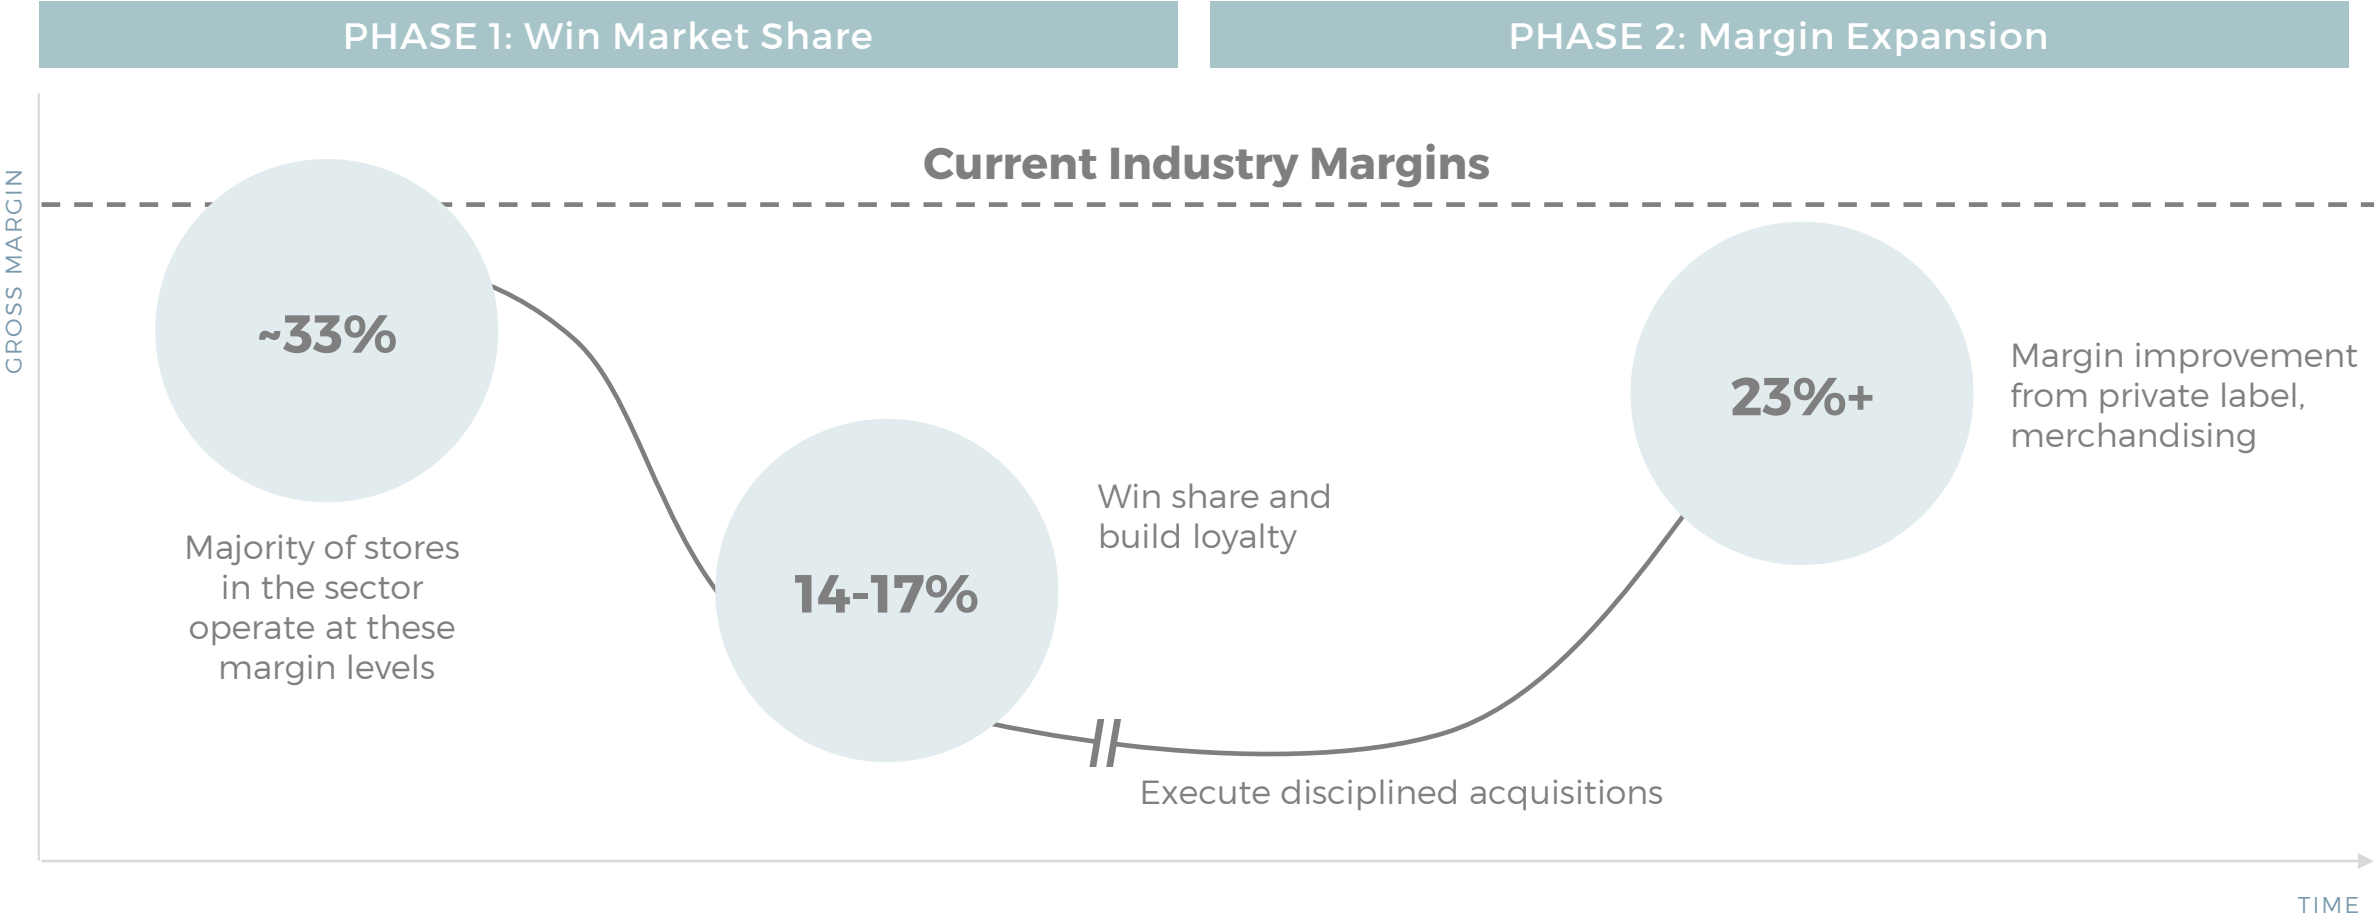 PHASE 1: Win Market Share
PHASE 2: Margin Expansion
GROSS MARGIN
Current Industry Margins
~33%
Majority of stores
in the sector
operate at these
margin levels
14-17%
Win share and
build loyalty
Execute disciplined acquisitions
23%+
Margin improvement
from private label,
merchandising
TIME